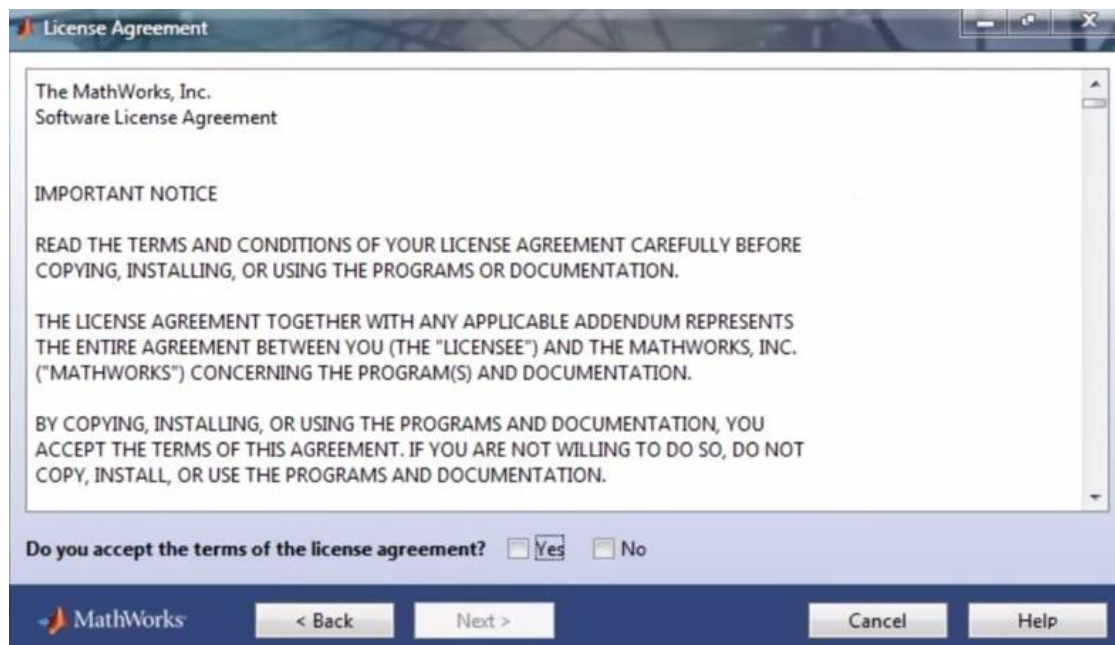 License Agreement
The MathWorks, Inc.
Software License Agreement
IMPORTANT NOTICE
READ THE TERMS AND CONDITIONS OF YOUR LICENSE AGREEMENT CAREFULLY BEFORE
COPYING, INSTALLING, OR USING THE PROGRAMS OR DOCUMENTATION.
THE LICENSE AGREEMENT TOGETHER WITH ANY APPLICABLE ADDENDUM REPRESENTS
THE ENTIRE AGREEMENT BETWEEN YOU (THE "LICENSEE") AND THE MATHWORKS, INC.
("MATHWORKS") CONCERNING THE PROGRAM(S) AND DOCUMENTATION.
BY COPYING, INSTALLING, OR USING THE PROGRAMS AND DOCUMENTATION, YOU
ACCEPT THE TERMS OF THIS AGREEMENT. IF YOU ARE NOT WILLING TO DO SO, DO NOT
COPY, INSTALL, OR USE THE PROGRAMS AND DOCUMENTATION.
Do you accept the terms of the license agreement? Yes No
MathWorks < Back Next > Cancel Help